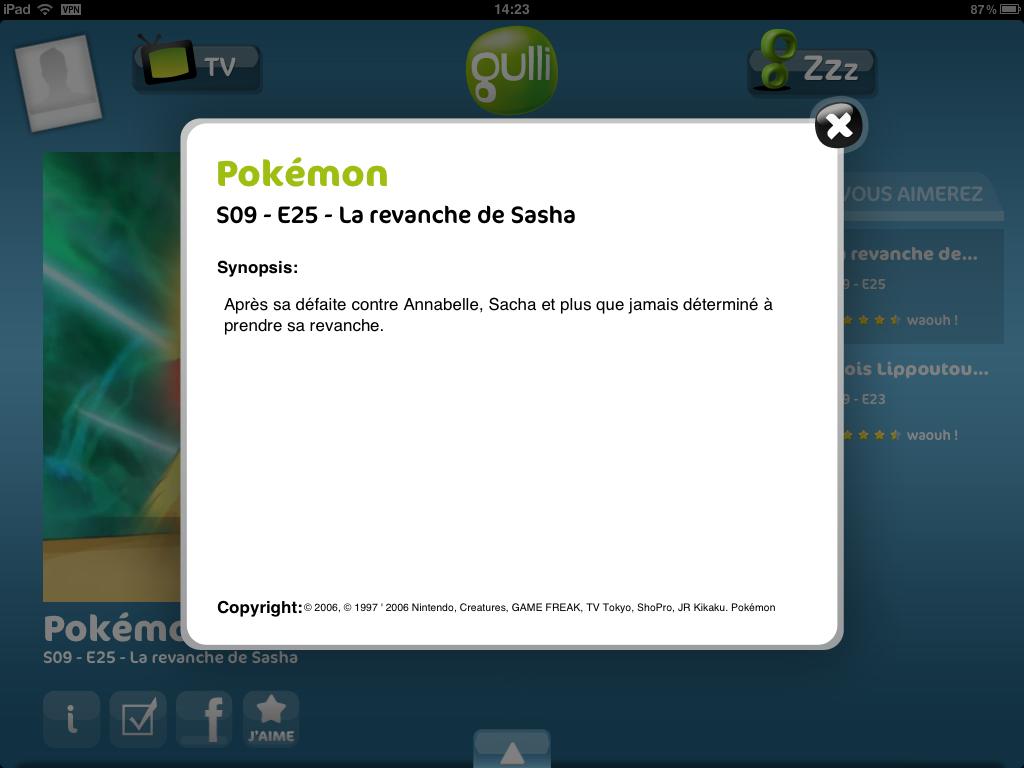 iPad VPN 14:23 87%
TV
gulli
ZZz
Pokémon
S09 - E25 - La revanche de Sasha
Synopsis:
Après sa défaite contre Annabelle, Sacha et plus que jamais déterminé à
prendre sa revanche.
Copyright: © 2006, © 1997 ' 2006 Nintendo, Creatures, GAME FREAK, TV Tokyo, ShoPro, JR Kikaku. Pokémon
VOUS AIMEREZ
revanche de...
9 - E25
waouh !
ois Lippoutou...
9 - E23
waouh !
Pokém
S09 - E25 - La revanche de Sasha
i
f
J'AIME